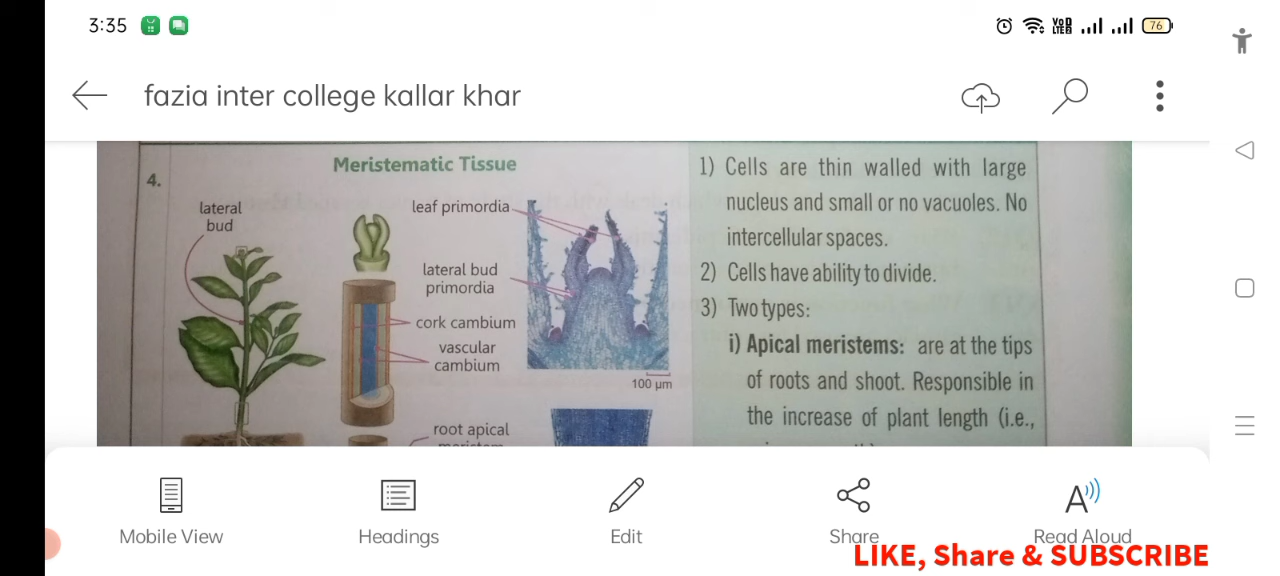 3:35
VoD
LTE B
76
fazia inter college kallar khar
4.
Meristematic Tissue
lateral
bud
leaf primordia
lateral bud
primordia
cork cambium
vascular
cambium
100 µm
root apical
1) Cells are thin walled with large
nucleus and small or no vacuoles. No
intercellular spaces.
2) Cells have ability to divide.
3) Two types:
i) Apical meristems: are at the tips
of roots and shoot. Responsible in
the increase of plant length (i.e.,
Mobile View
Headings
Edit
Share
Read Aloud
LIKE, Share & SUBSCRIBE